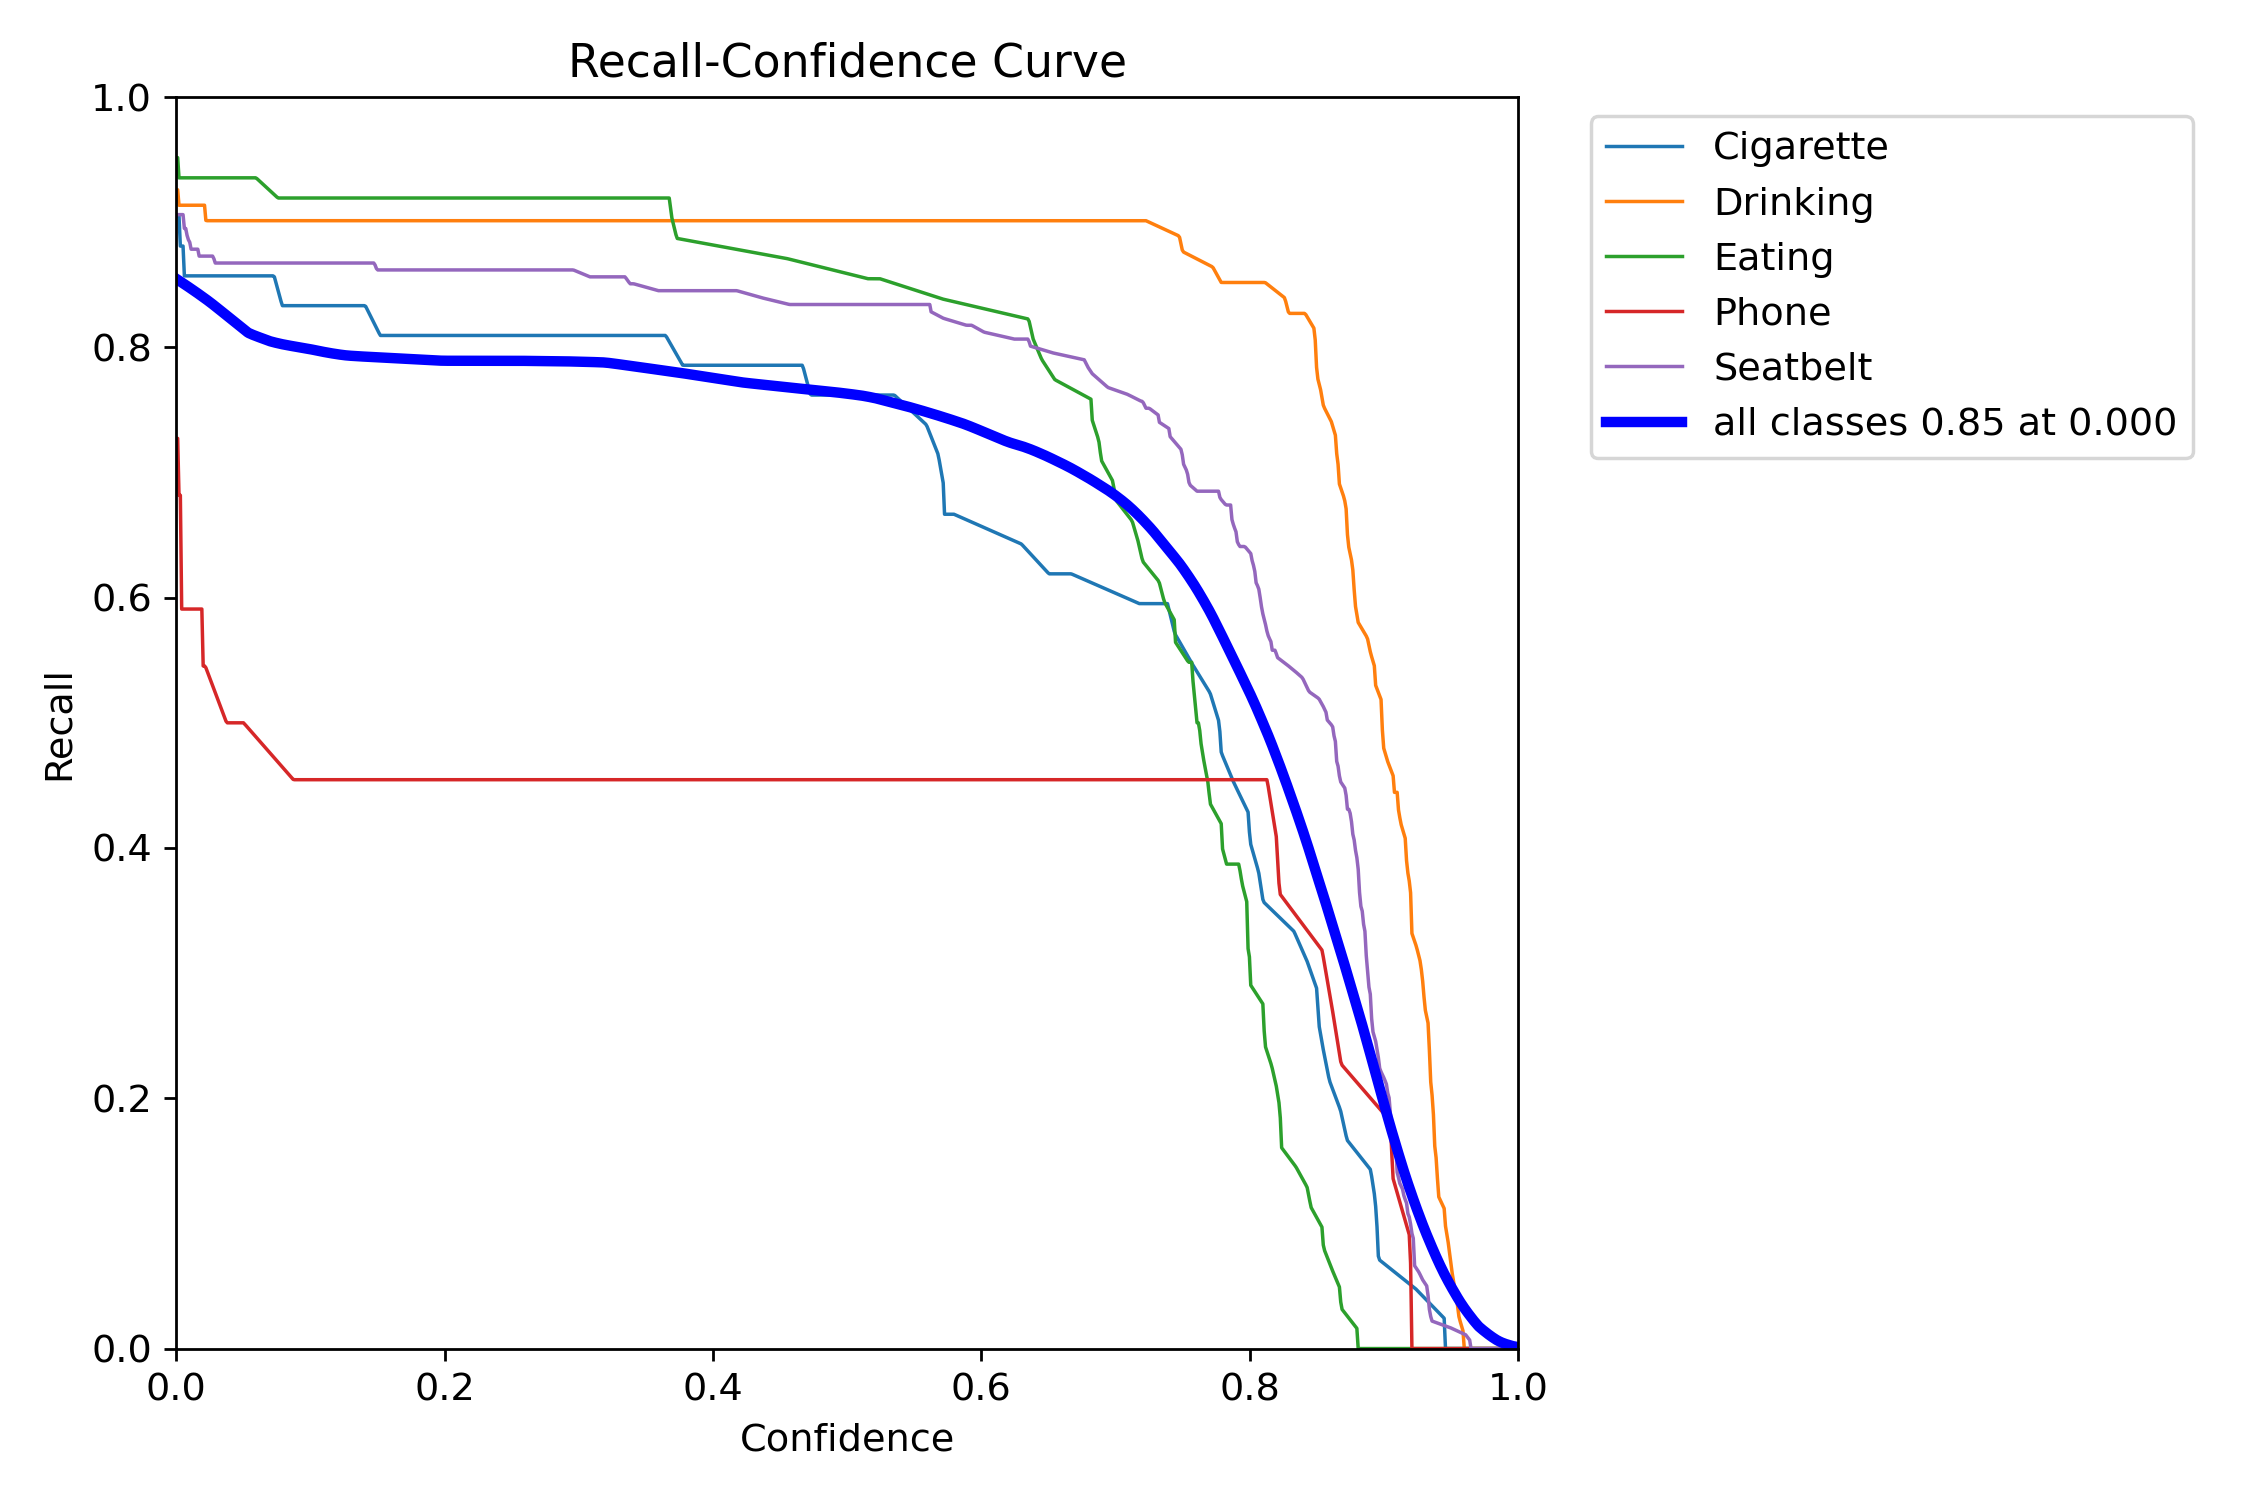 Recall-Confidence Curve
1.0
0.8
0.6
0.4
0.2
0.0
Recall
0.0 0.2 0.4 0.6 0.8 1.0
Confidence
Cigarette
Drinking
Eating
Phone
Seatbelt
all classes 0.85 at 0.000